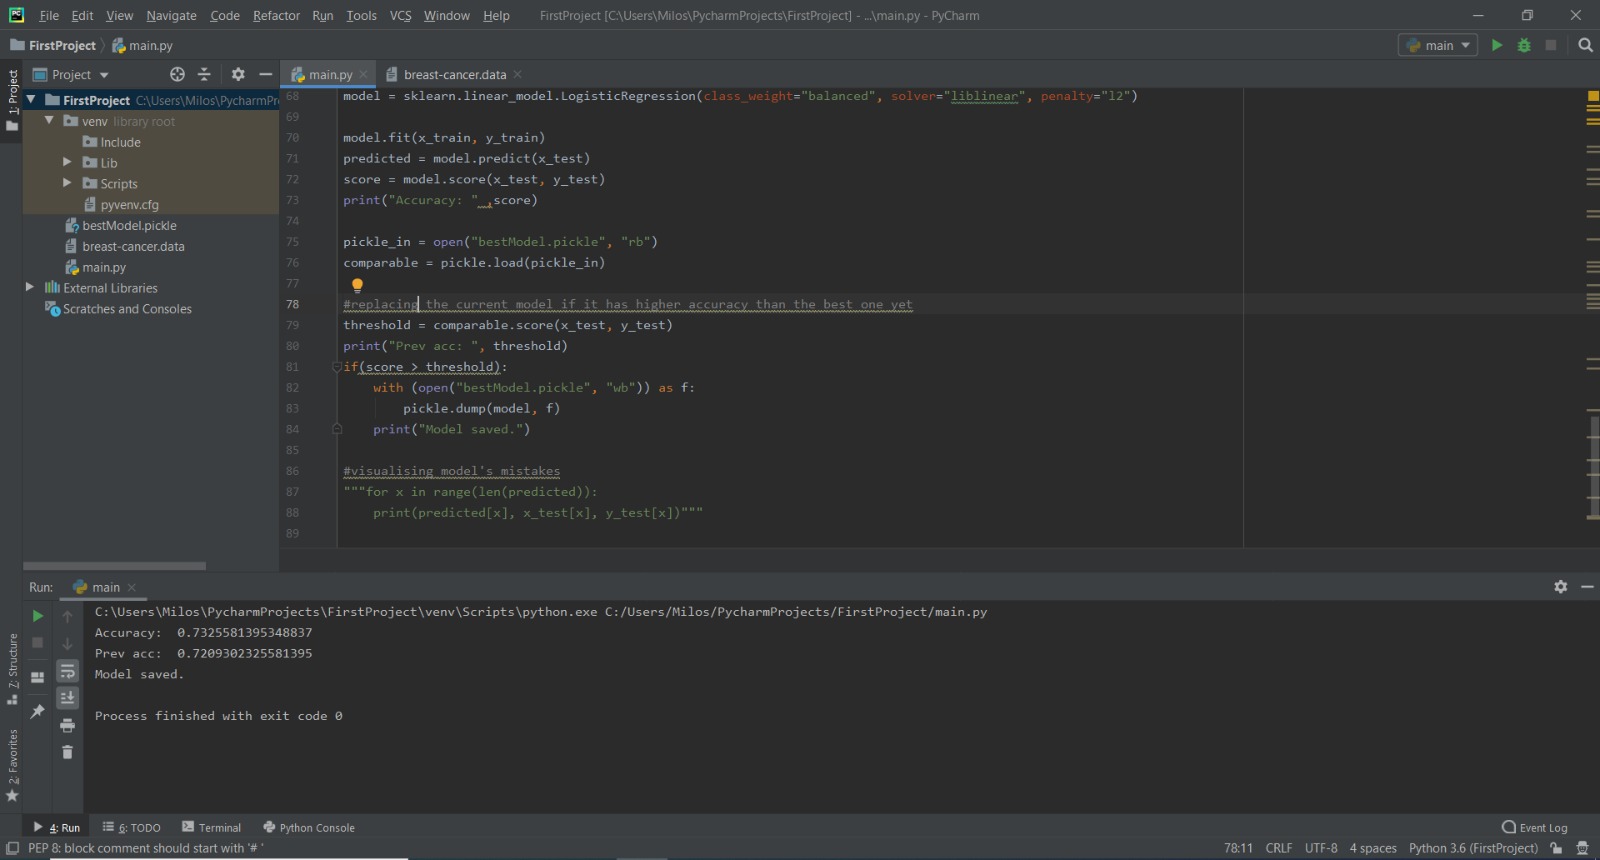 File Edit View Navigate Code Refactor Run Tools VCS Window Help FirstProject [C:\Users\Milos\PycharmProjects\FirstProject] - ...\main.py - PyCharm
FirstProject main.py main
1: Project
Project
main.py breast-cancer.data
FirstProject C:\Users\Milos\PycharmPr
venv library root
Include
Lib
Scripts
pyvenv.cfg
bestModel.pickle
breast-cancer.data
main.py
External Libraries
Scratches and Consoles
68 model = sklearn.linear_model.LogisticRegression(class_weight="balanced", solver="liblinear", penalty="l2")
69
70 model.fit(x_train, y_train)
71 predicted = model.predict(x_test)
72 score = model.score(x_test, y_test)
73 print("Accuracy: " ,score)
74
75 pickle_in = open("bestModel.pickle", "rb")
76 comparable = pickle.load(pickle_in)
77
78 #replacing the current model if it has higher accuracy than the best one yet
79 threshold = comparable.score(x_test, y_test)
80 print("Prev acc: ", threshold)
81 if(score > threshold):
82 with (open("bestModel.pickle", "wb")) as f:
83 pickle.dump(model, f)
84 print("Model saved.")
85
86 #visualising model's mistakes
87 """for x in range(len(predicted)):
88 print(predicted[x], x_test[x], y_test[x])"""
89
Run: main
C:\Users\Milos\PycharmProjects\FirstProject\venv\Scripts\python.exe C:/Users/Milos/PycharmProjects/FirstProject/main.py
Accuracy:  0.7325581395348837
Prev acc:  0.7209302325581395
Model saved.
Process finished with exit code 0
7: Structure
2: Favorites
4: Run 6: TODO Terminal Python Console Event Log
PEP 8: block comment should start with '# ' 78:11 CRLF UTF-8 4 spaces Python 3.6 (FirstProject)